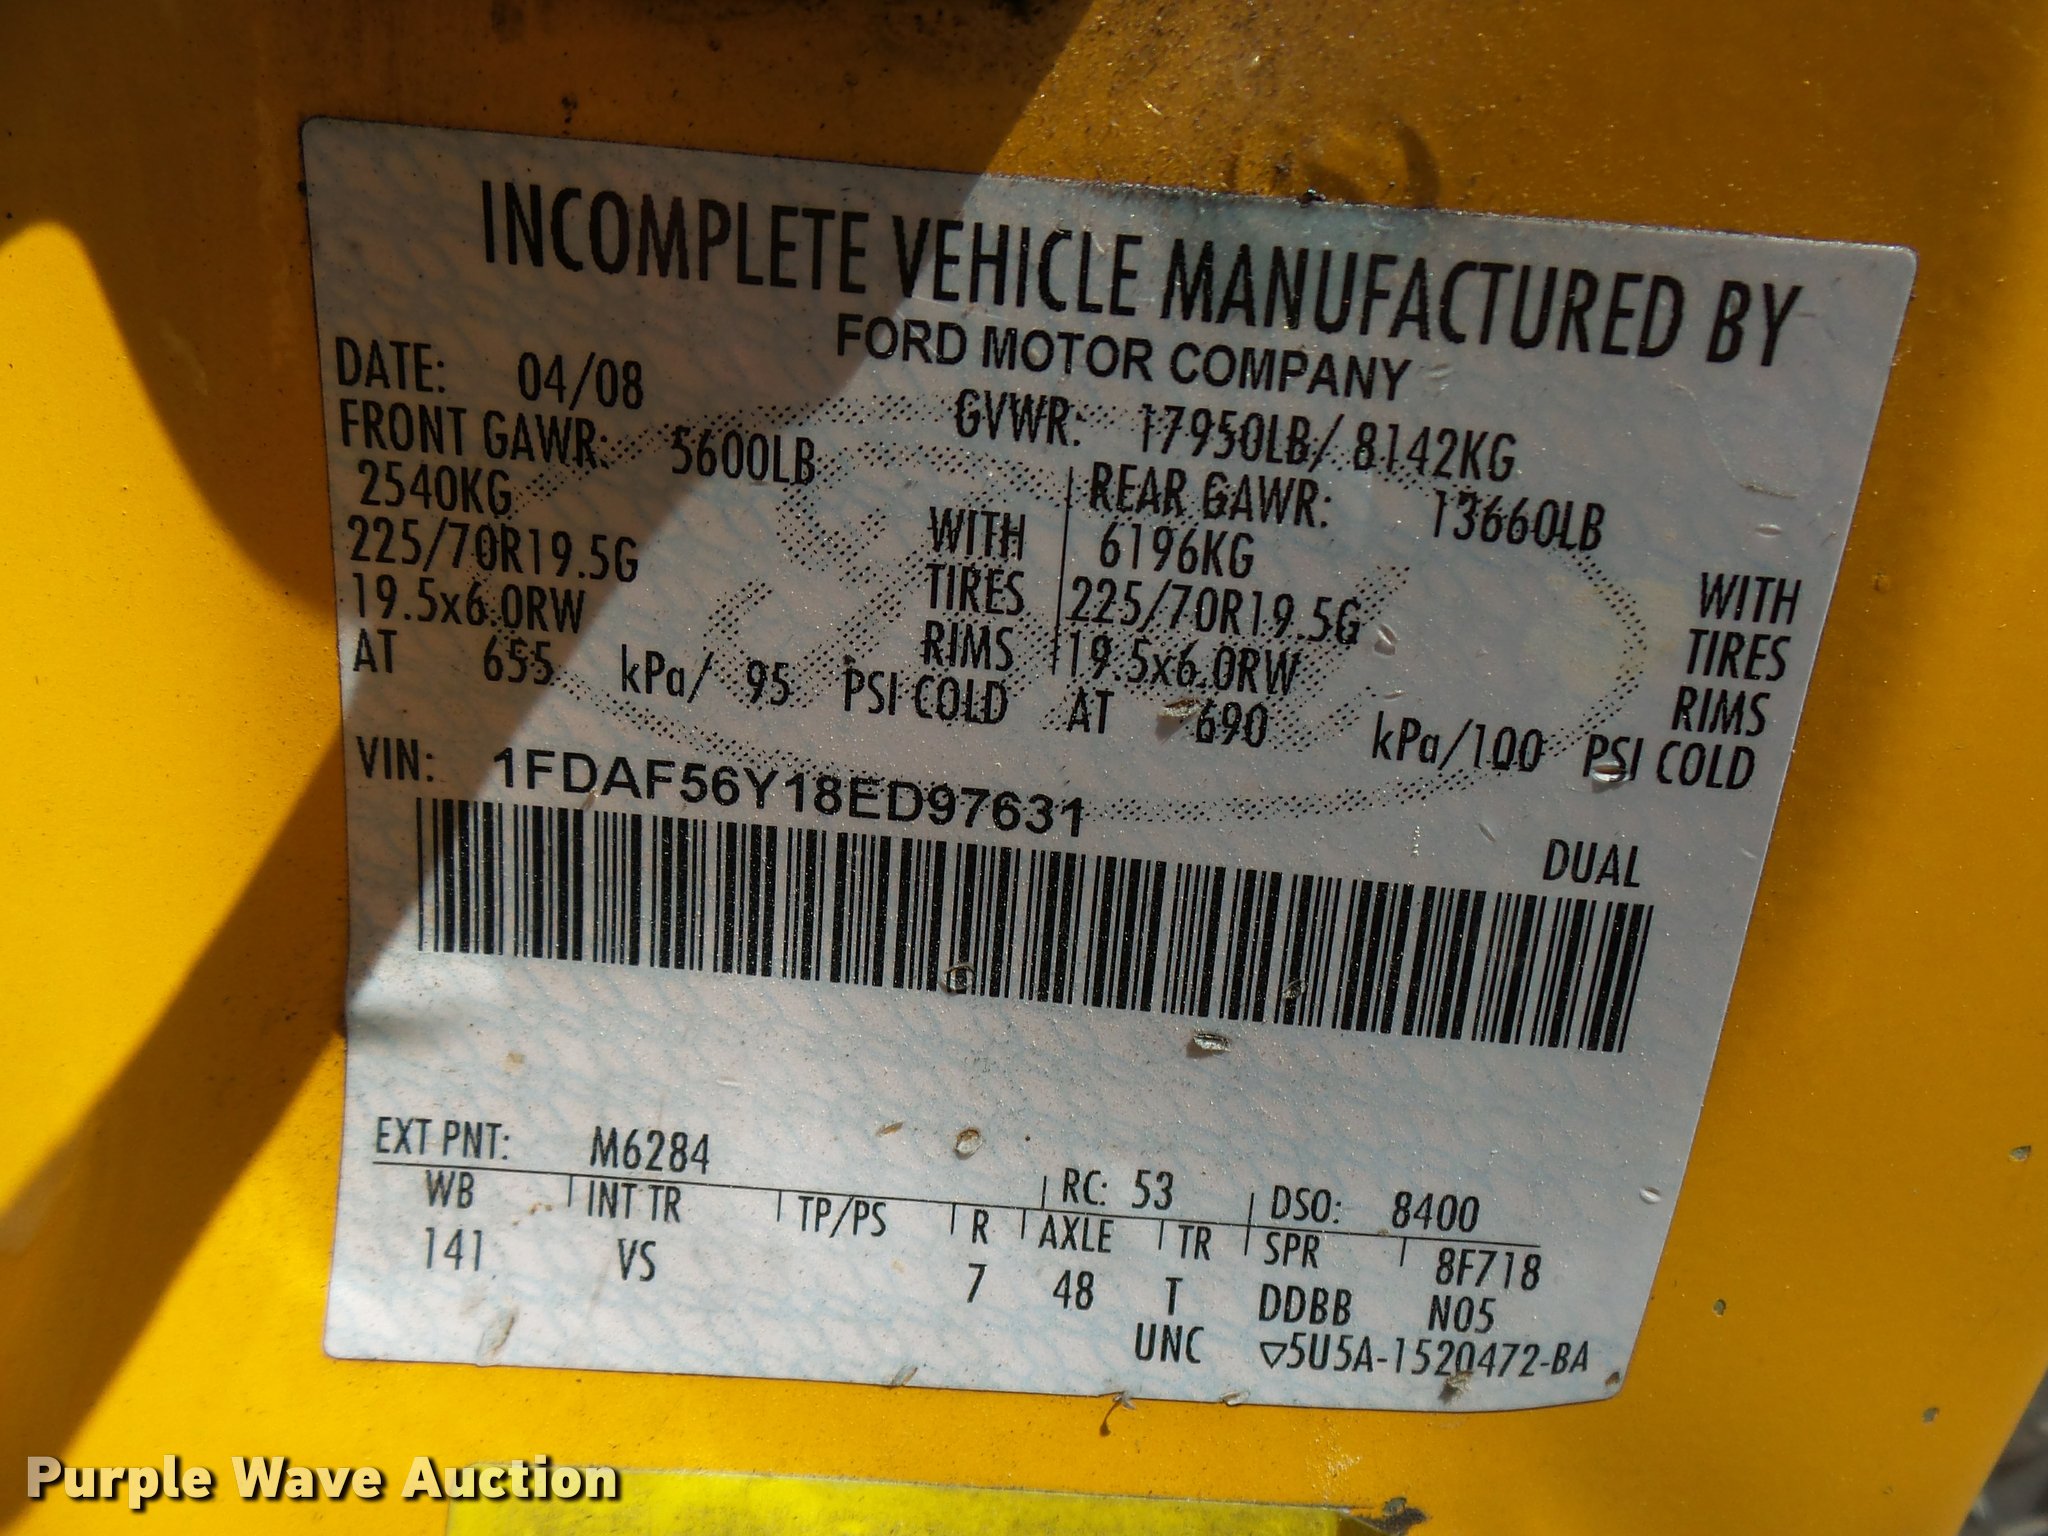 INCOMPLETE VEHICLE MANUFACTURED BY
FORD MOTOR COMPANY
DATE: 04/08 GVWR: 17950LB/ 8142KG
FRONT GAWR: 5600LB REAR GAWR: 13660LB
2540KG WITH 6196KG WITH
225/70R19.5G TIRES 225/70R19.5G TIRES
19.5x6.0RW RIMS 19.5x6.0RW RIMS
AT 655 kPa/ 95 PSI COLD AT 690 kPa/100 PSI COLD
VIN: 1FDAF56Y18ED97631
DUAL
EXT PNT: M6284 RC: 53 DSO: 8400
WB INT TR TP/PS R AXLE TR SPR 8F718
141 VS 7 48 T DDBB N05
UNC ▽5U5A-1520472-BA
Purple Wave Auction